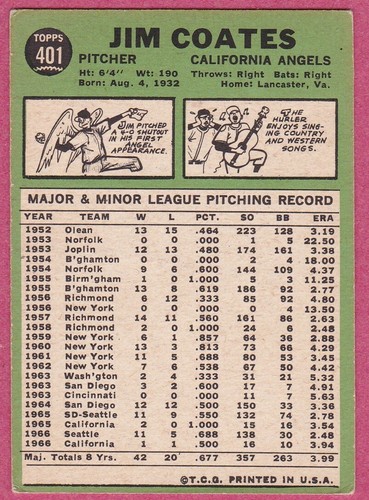 TOPPS
401
JIM COATES
PITCHER CALIFORNIA ANGELS
Ht: 6'4" Wt: 190 Throws: Right Bats: Right
Born: Aug. 4, 1932 Home: Lancaster, Va.
JIM PITCHED
A 4-0 SHUTOUT
IN HIS FIRST
ANGEL
APPEARANCE.
THE
HURLER
ENJOYS SING-
ING COUNTRY
AND WESTERN
SONGS.
MAJOR & MINOR LEAGUE PITCHING RECORD
YEAR TEAM W L PCT. SO BB ERA
1952 Olean 13 15 .464 223 128 3.19
1953 Norfolk 0 0 .000 1 5 22.50
1953 Joplin 12 13 .480 174 161 3.38
1954 B'ghamton 0 0 .000 2 4 18.00
1954 Norfolk 9 6 .600 144 109 4.37
1955 Birm'gham 1 0 1.000 5 3 11.25
1955 B'ghamton 13 8 .619 186 92 2.77
1956 Richmond 6 12 .333 85 92 4.80
1956 New York 0 0 .000 0 4 13.50
1957 Richmond 14 11 .560 161 86 2.63
1958 Richmond 2 0 1.000 24 6 2.48
1959 New York 6 1 .857 64 36 2.88
1960 New York 13 3 .813 73 66 4.29
1961 New York 11 5 .688 80 53 3.45
1962 New York 7 6 .538 67 50 4.42
1963 Wash'gton 2 4 .333 31 21 5.32
1963 San Diego 3 2 .600 17 7 4.91
1963 Cincinnati 0 0 .000 11 7 5.63
1964 San Diego 12 12 .500 150 33 3.36
1965 SD-Seattle 11 9 .550 132 74 2.78
1965 California 2 0 1.000 15 16 3.54
1966 Seattle 11 5 .688 138 30 2.48
1966 California 1 1 .500 16 10 3.94
Maj. Totals 8 Yrs. 42 20 .677 357 263 3.99
©T.C.G. PRINTED IN U.S.A.